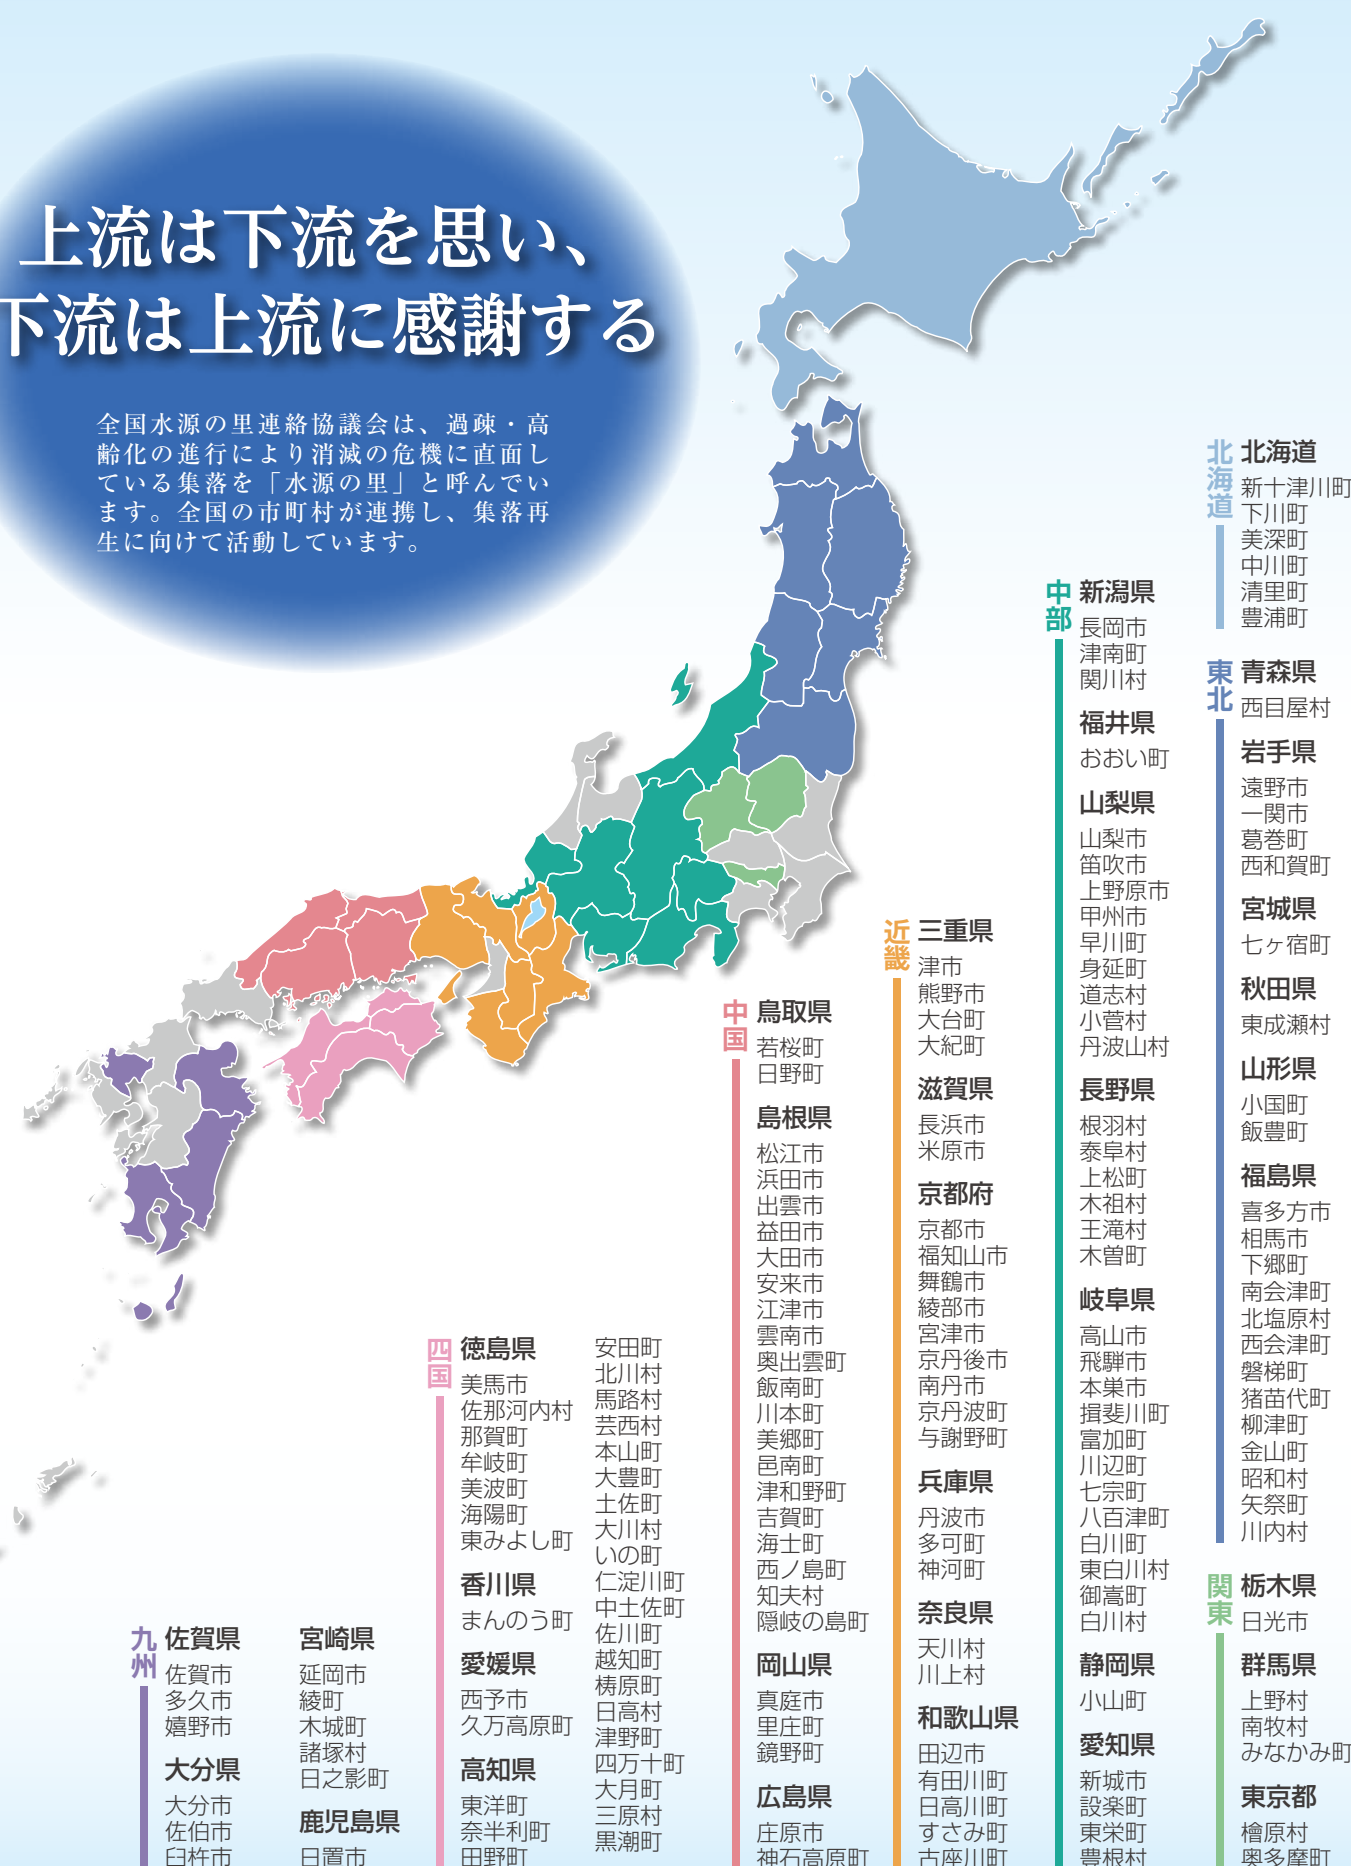 上流は下流を思い、
下流は上流に感謝する
全国水源の里連絡協議会は、過疎・高
齢化の進行により消滅の危機に直面し
ている集落を「水源の里」と呼んでい
ます。全国の市町村が連携し、集落再
生に向けて活動しています。
北海道
北海道
新十津川町
下川町
美深町
中川町
清里町
豊浦町
東北
青森県
西目屋村
岩手県
遠野市
一関市
葛巻町
西和賀町
宮城県
七ヶ宿町
秋田県
東成瀬村
山形県
小国町
飯豊町
福島県
喜多方市
相馬市
下郷町
南会津町
北塩原村
西会津町
磐梯町
猪苗代町
柳津町
金山町
昭和村
矢祭町
川内村
関東
栃木県
日光市
群馬県
上野村
南牧村
みなかみ町
東京都
檜原村
奥多摩町
中部
新潟県
長岡市
津南町
関川村
福井県
おおい町
山梨県
山梨市
笛吹市
上野原市
甲州市
早川町
身延町
道志村
小菅村
丹波山村
長野県
根羽村
泰阜村
上松町
木祖村
王滝村
木曽町
岐阜県
高山市
飛騨市
本巣市
揖斐川町
富加町
川辺町
七宗町
八百津町
白川町
東白川村
御嵩町
白川村
静岡県
小山町
愛知県
新城市
設楽町
東栄町
豊根村
近畿
三重県
津市
熊野市
大台町
大紀町
滋賀県
長浜市
米原市
京都府
京都市
福知山市
舞鶴市
綾部市
宮津市
京丹後市
南丹市
京丹波町
与謝野町
兵庫県
丹波市
多可町
神河町
奈良県
天川村
川上村
和歌山県
田辺市
有田川町
日高川町
すさみ町
古座川町
中国
鳥取県
若桜町
日野町
島根県
松江市
浜田市
出雲市
益田市
大田市
安来市
江津市
雲南市
奥出雲町
飯南町
川本町
美郷町
邑南町
津和野町
吉賀町
海士町
西ノ島町
知夫村
隠岐の島町
岡山県
真庭市
里庄町
鏡野町
広島県
庄原市
神石高原町
四国
徳島県
美馬市
佐那河内村
那賀町
牟岐町
美波町
海陽町
東みよし町
香川県
まんのう町
愛媛県
西予市
久万高原町
高知県
東洋町
奈半利町
田野町
安田町
北川村
馬路村
芸西村
本山町
大豊町
土佐町
大川村
いの町
仁淀川町
中土佐町
佐川町
越知町
梼原町
日高村
津野町
四万十町
大月町
三原村
黒潮町
九州
佐賀県
佐賀市
多久市
嬉野市
大分県
大分市
佐伯市
臼杵市
宮崎県
延岡市
綾町
木城町
諸塚村
日之影町
鹿児島県
日置市